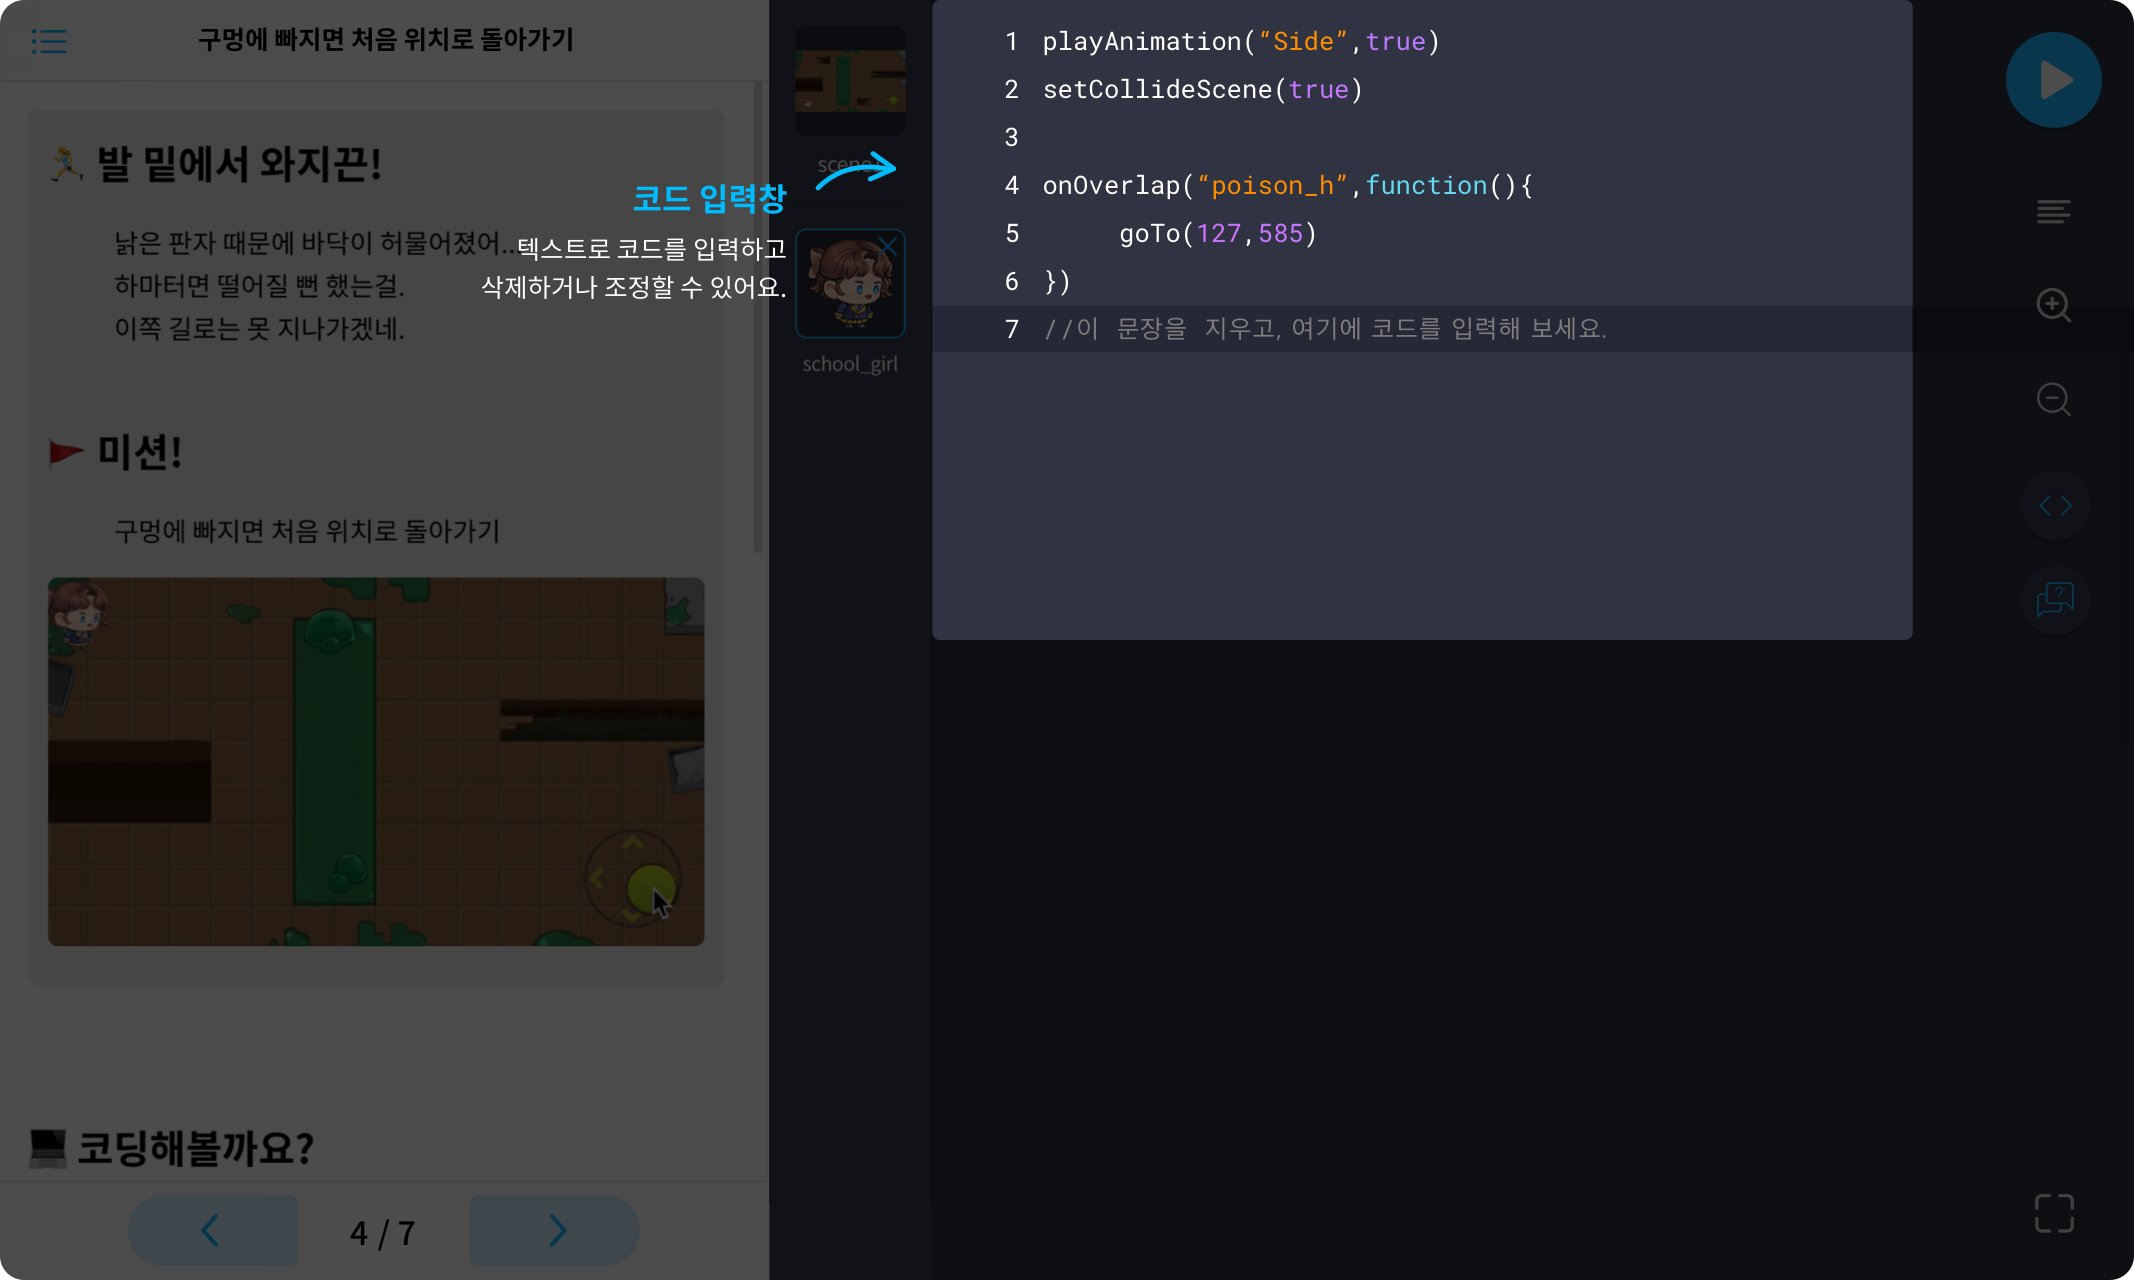 구멍에 빠지면 처음 위치로 돌아가기
발 밑에서 와지끈!
낡은 판자 때문에 바닥이 허물어졌어..
하마터면 떨어질 뻔 했는걸.
이쪽 길로는 못 지나가겠네.
미션!
구멍에 빠지면 처음 위치로 돌아가기
코딩해볼까요?
4 / 7
코드 입력창
텍스트로 코드를 입력하고
삭제하거나 조정할 수 있어요.
school_girl
1 playAnimation(“Side”,true)
2 setCollideScene(true)
3
4 onOverlap(“poison_h”,function(){
5 goTo(127,585)
6 })
7 //이 문장을 지우고, 여기에 코드를 입력해 보세요.